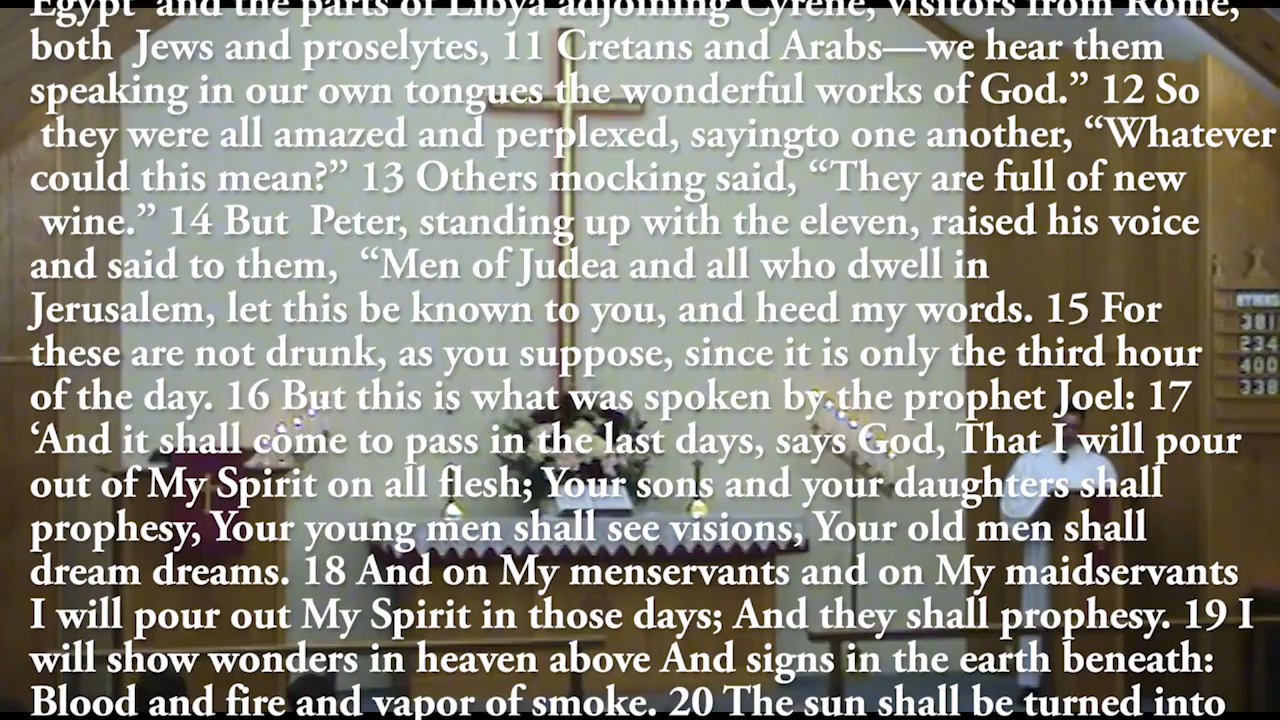 Egypt and the parts of Libya adjoining Cyrene, visitors from Rome,
both Jews and proselytes, 11 Cretans and Arabs—we hear them
speaking in our own tongues the wonderful works of God.” 12 So
they were all amazed and perplexed, sayingto one another, “Whatever
could this mean?” 13 Others mocking said, “They are full of new
wine.” 14 But Peter, standing up with the eleven, raised his voice
and said to them, “Men of Judea and all who dwell in
Jerusalem, let this be known to you, and heed my words. 15 For
these are not drunk, as you suppose, since it is only the third hour
of the day. 16 But this is what was spoken by the prophet Joel: 17
‘And it shall come to pass in the last days, says God, That I will pour
out of My Spirit on all flesh; Your sons and your daughters shall
prophesy, Your young men shall see visions, Your old men shall
dream dreams. 18 And on My menservants and on My maidservants
I will pour out My Spirit in those days; And they shall prophesy. 19 I
will show wonders in heaven above And signs in the earth beneath:
Blood and fire and vapor of smoke. 20 The sun shall be turned into
HYMNS
381
234
400
338